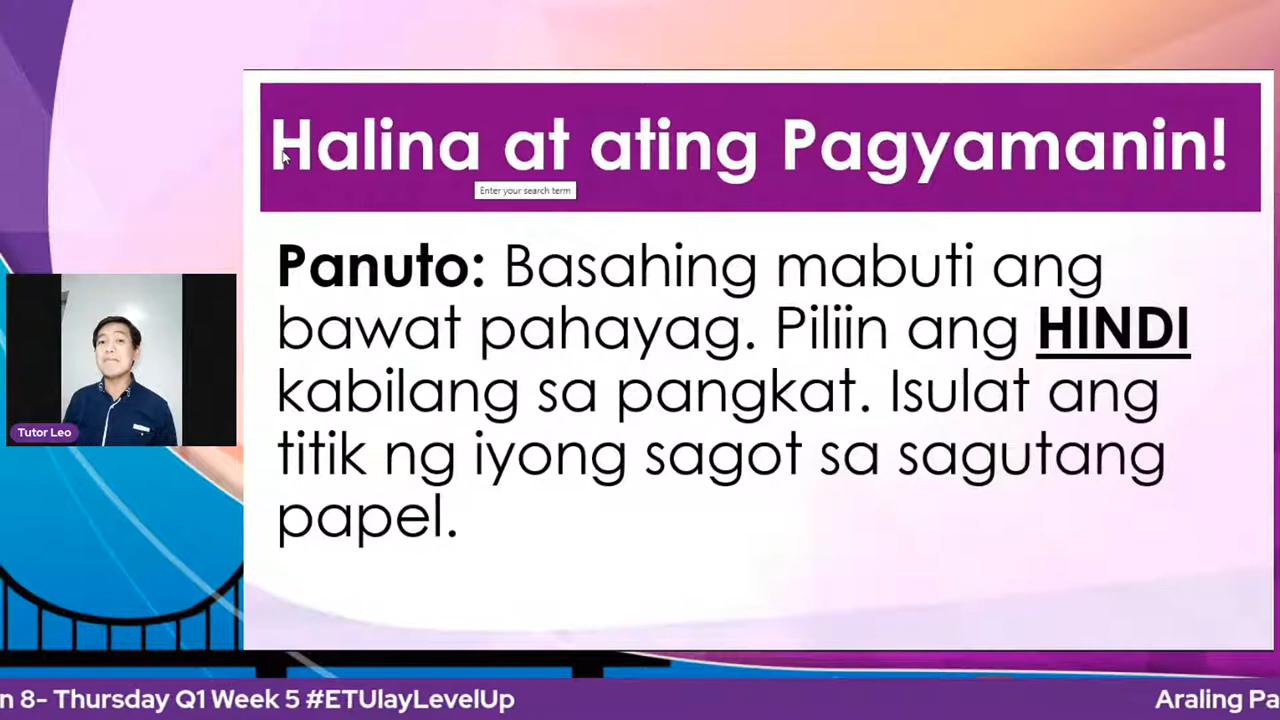 Halina at ating Pagyamanin!
Enter your search term
Panuto: Basahing mabuti ang
bawat pahayag. Piliin ang HINDI
kabilang sa pangkat. Isulat ang
titik ng iyong sagot sa sagutang
papel.
Tutor Leo
n 8- Thursday Q1 Week 5 #ETUlayLevelUp
Araling Pa